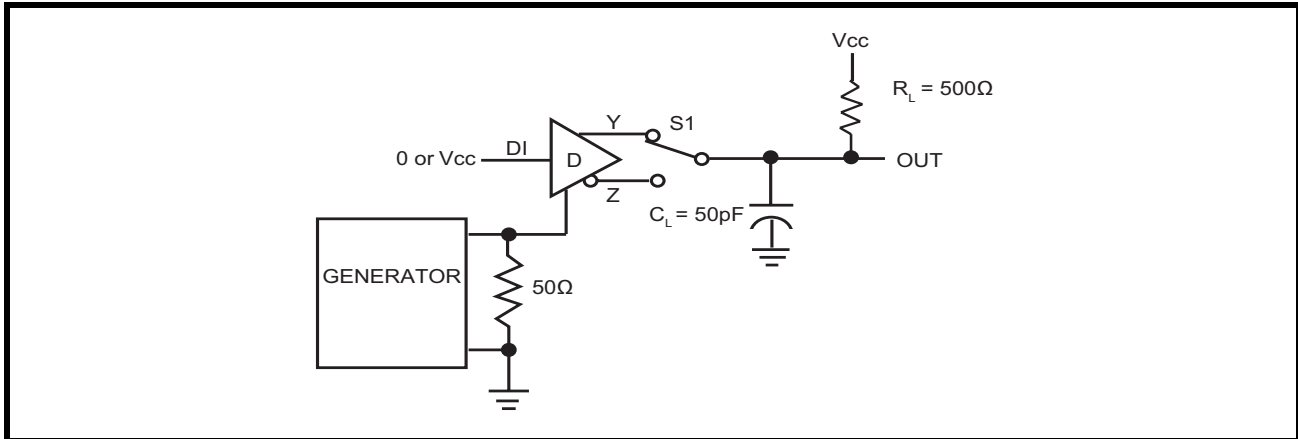 Vcc
R_L = 500Ω
Y
S1
0 or Vcc
DI
D
OUT
Z
C_L = 50pF
GENERATOR
50Ω